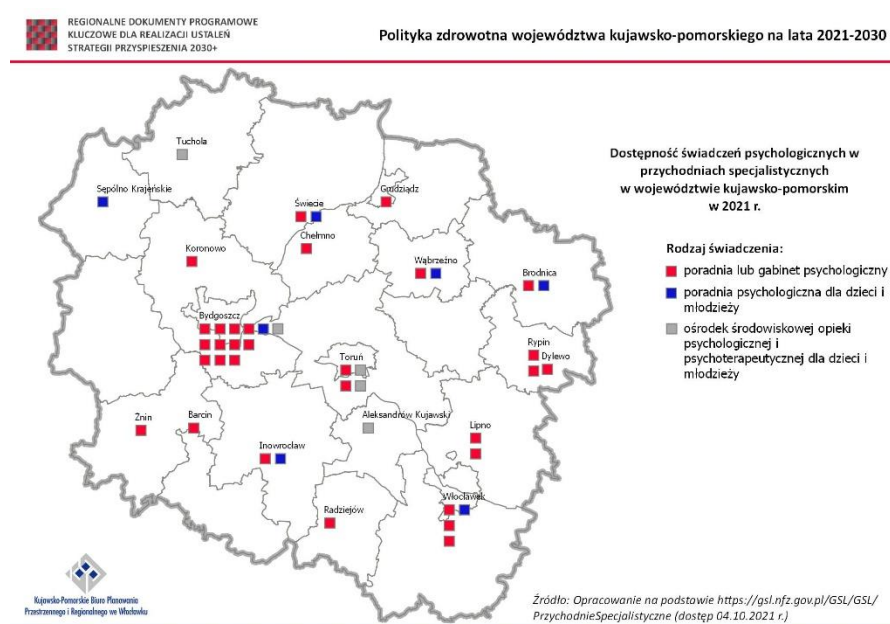 REGIONALNE DOKUMENTY PROGRAMOWE
KLUCZOWE DLA REALIZACJI USTALEŃ
STRATEGII PRZYSPIESZENIA 2030+
Polityka zdrowotna województwa kujawsko-pomorskiego na lata 2021-2030
Dostępność świadczeń psychologicznych w
przychodniach specjalistycznych
w województwie kujawsko-pomorskim
w 2021 r.
Rodzaj świadczenia:
poradnia lub gabinet psychologiczny
poradnia psychologiczna dla dzieci i
młodzieży
ośrodek środowiskowej opieki
psychologicznej i
psychoterapeutycznej dla dzieci i
młodzieży
Tuchola
Sępólno Krajeńskie
Świecie
Grudziądz
Chełmno
Koronowo
Wąbrzeźno
Brodnica
Bydgoszcz
Rypin
Dylewo
Toruń
Żnin
Barcin
Aleksandrów Kujawski
Lipno
Inowrocław
Włocławek
Radziejów
Kujawsko-Pomorskie Biuro Planowania
Przestrzennego i Regionalnego we Włocławku
Źródło: Opracowanie na podstawie https://gsl.nfz.gov.pl/GSL/GSL/
PrzychodnieSpecjalistyczne (dostęp 04.10.2021 r.)